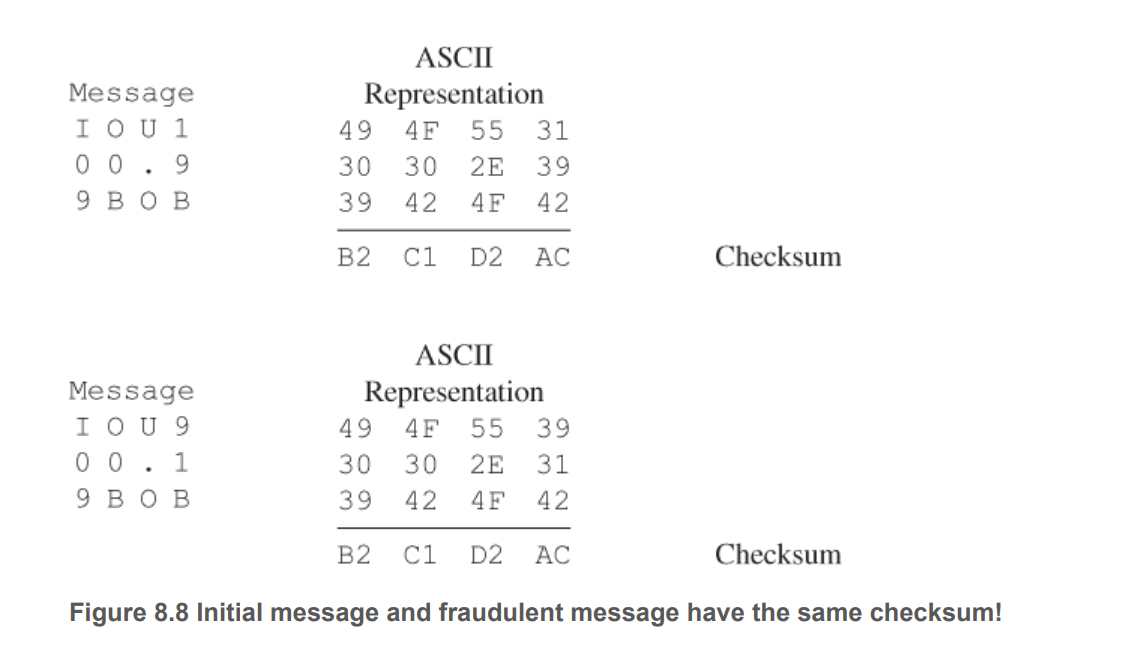 ASCII
Message Representation
I O U 1 49 4F 55 31
0 0 . 9 30 30 2E 39
9 B O B 39 42 4F 42
B2 C1 D2 AC Checksum
ASCII
Message Representation
I O U 9 49 4F 55 39
0 0 . 1 30 30 2E 31
9 B O B 39 42 4F 42
B2 C1 D2 AC Checksum
Figure 8.8 Initial message and fraudulent message have the same checksum!